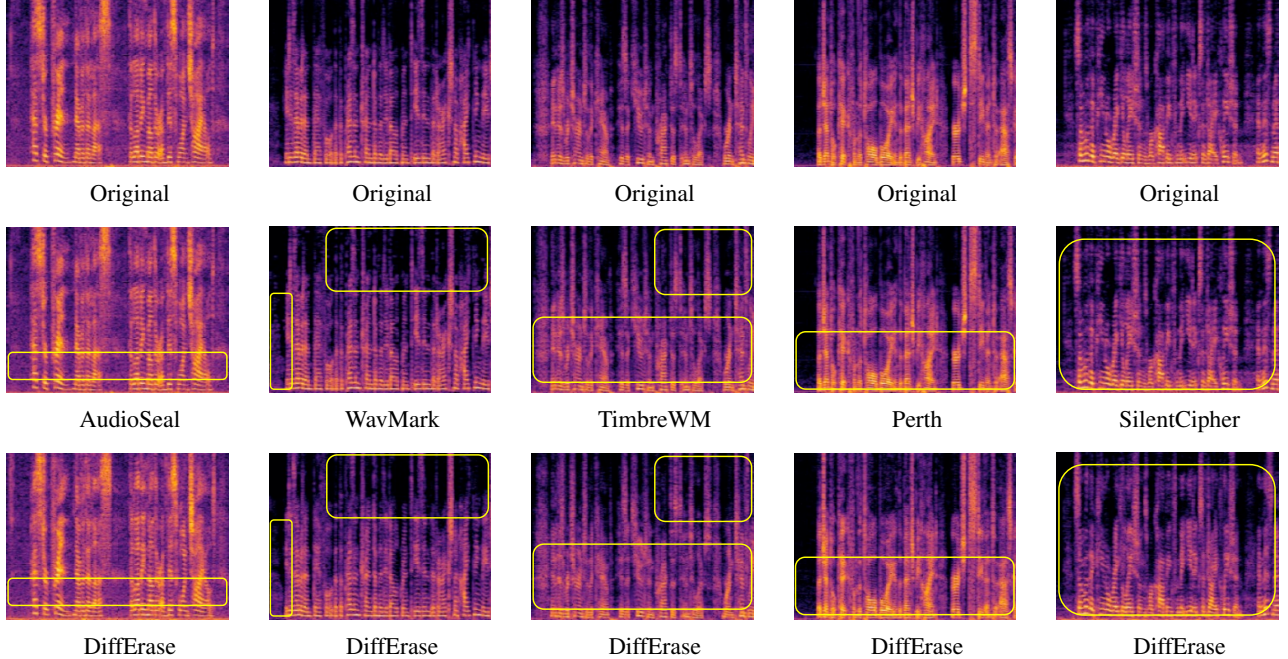 Original Original Original Original Original
AudioSeal WavMark TimbreWM Perth SilentCipher
DiffErase DiffErase DiffErase DiffErase DiffErase